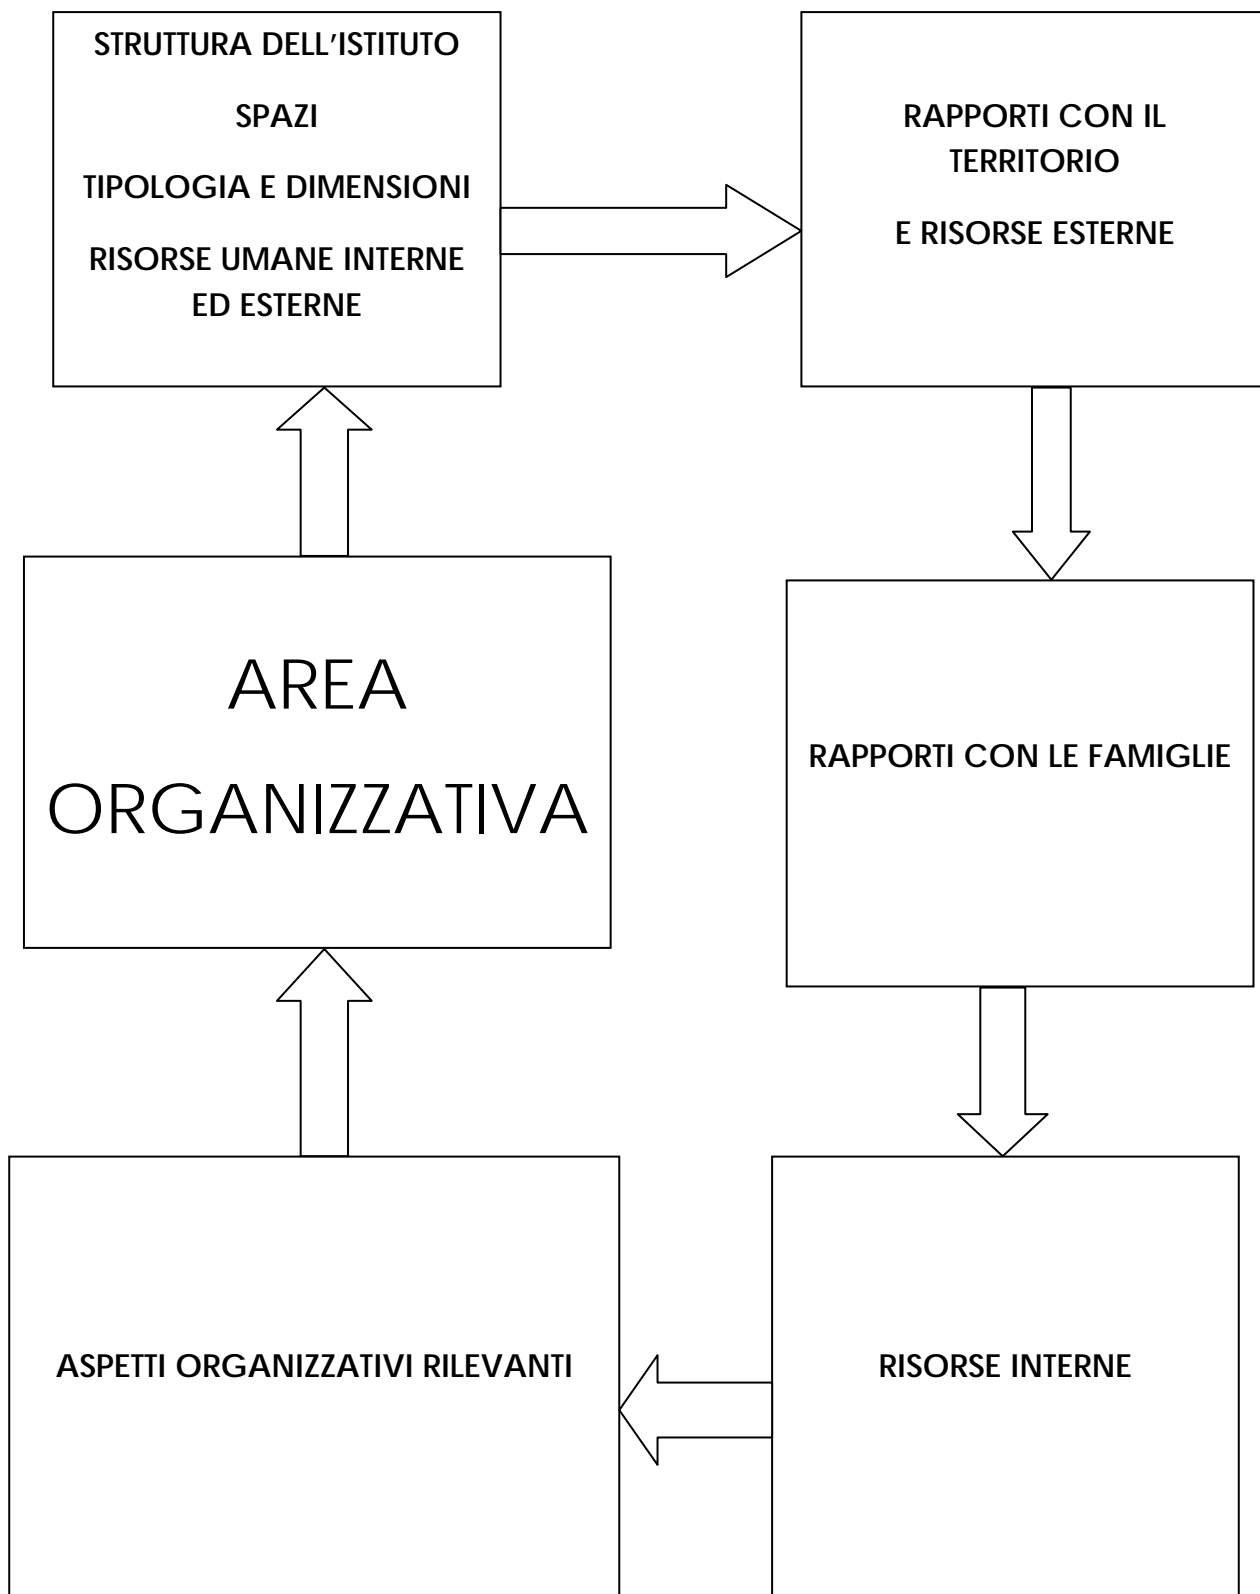 STRUTTURA DELL’ISTITUTO
SPAZI
TIPOLOGIA E DIMENSIONI
RISORSE UMANE INTERNE
ED ESTERNE
RAPPORTI CON IL
TERRITORIO
E RISORSE ESTERNE
AREA
ORGANIZZATIVA
RAPPORTI CON LE FAMIGLIE
ASPETTI ORGANIZZATIVI RILEVANTI
RISORSE INTERNE